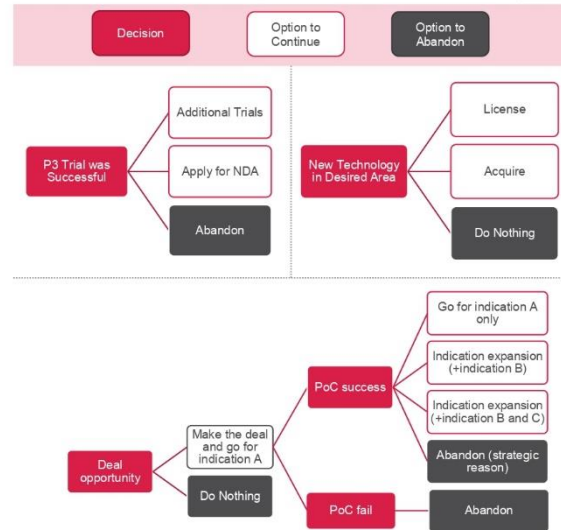 Decision
Option to
Continue
Option to
Abandon
P3 Trial was
Successful
Additional Trials
Apply for NDA
Abandon
New Technology
in Desired Area
License
Acquire
Do Nothing
Deal
opportunity
Make the deal
and go for
indication A
Do Nothing
PoC success
Go for indication A
only
Indication expansion
(+indication B)
Indication expansion
(+indication B and C)
Abandon (strategic
reason)
PoC fail
Abandon